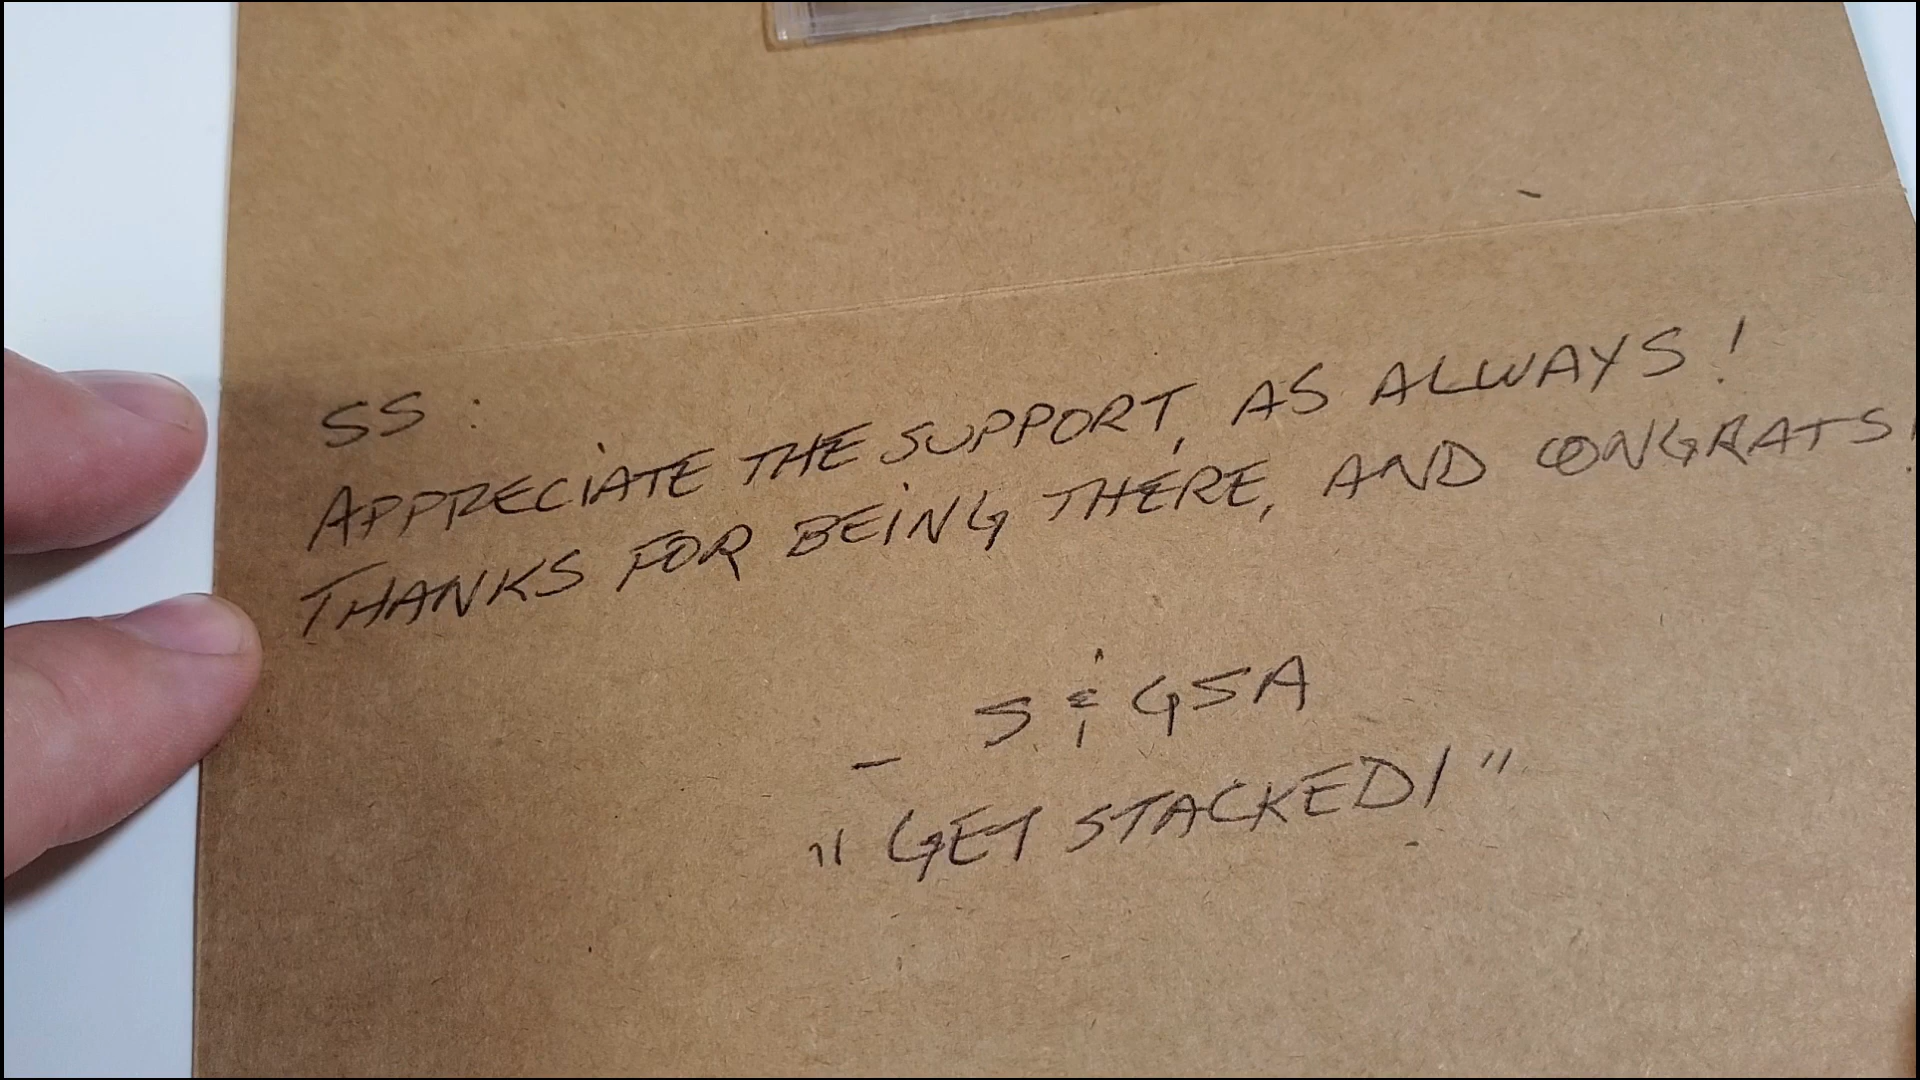 SS:
APPRECIATE THE SUPPORT, AS ALWAYS!
THANKS FOR BEING THERE, AND CONGRATS!
- S & GSA
"GET STACKED!"